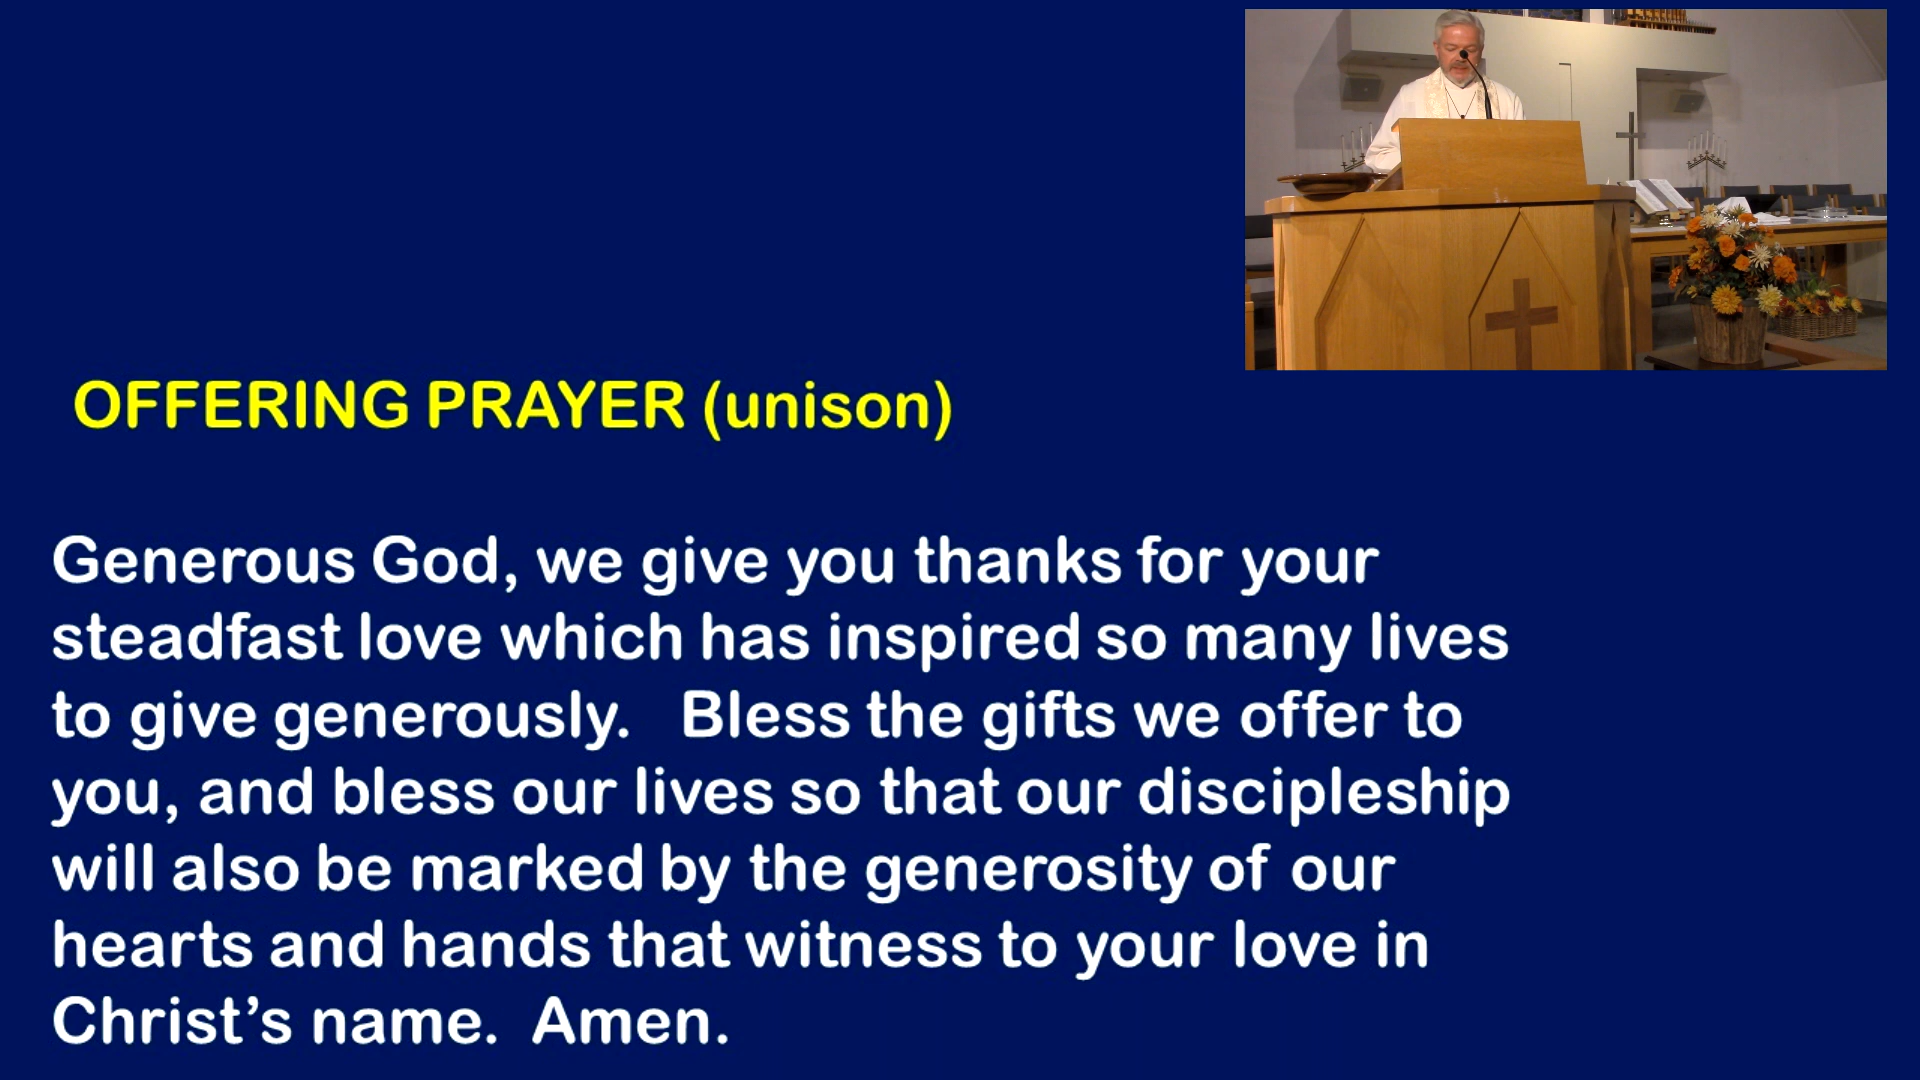 OFFERING PRAYER (unison)
Generous God, we give you thanks for your
steadfast love which has inspired so many lives
to give generously.   Bless the gifts we offer to
you, and bless our lives so that our discipleship
will also be marked by the generosity of our
hearts and hands that witness to your love in
Christ’s name.  Amen.